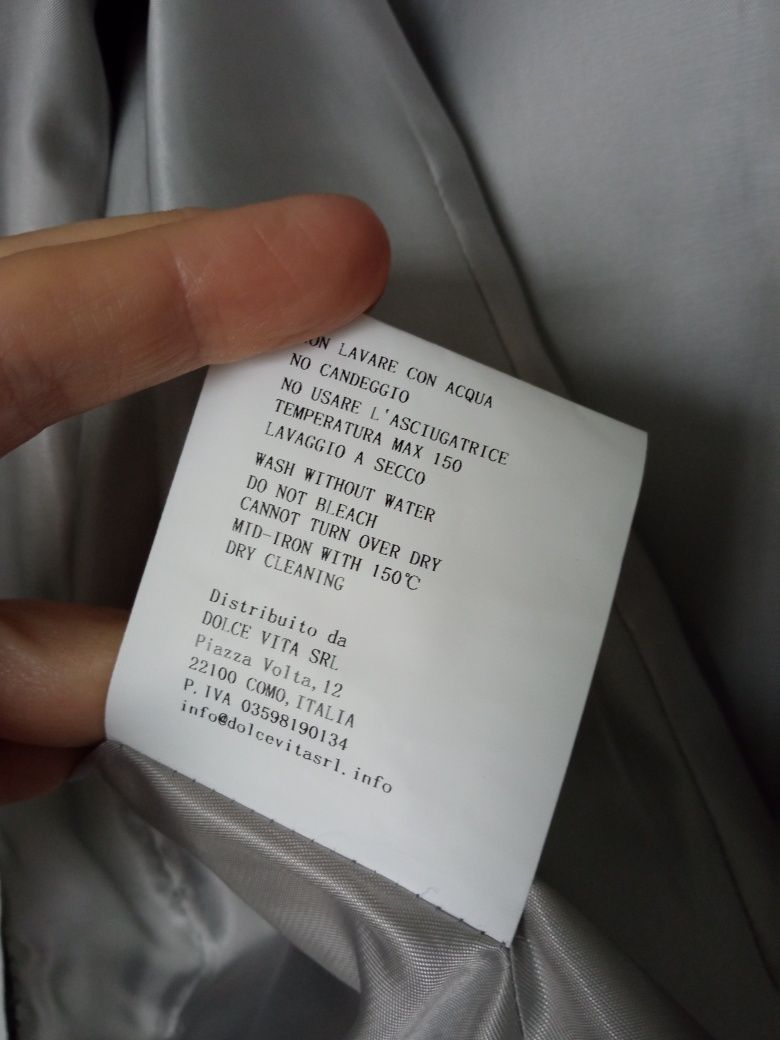 NON LAVARE CON ACQUA
NO CANDEGGIO
NO USARE L'ASCIUGATRICE
TEMPERATURA MAX 150
LAVAGGIO A SECCO
WASH WITHOUT WATER
DO NOT BLEACH
CANNOT TURN OVER DRY
MID-IRON WITH 150℃
DRY CLEANING
Distribuito da
DOLCE VITA SRL
Piazza Volta,12
22100 COMO,ITALIA
P.IVA 03598190134
info@dolcevitasrl.info